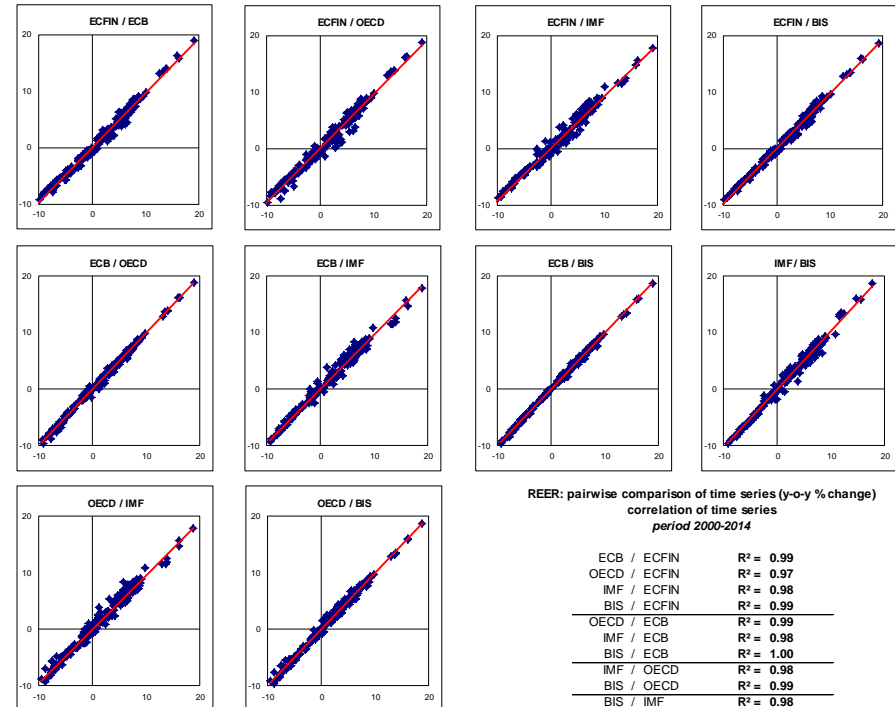 ECFIN / ECB
20
10
0
-10
-10 0 10 20
ECFIN / OECD
20
10
0
-10
-10 0 10 20
ECFIN / IMF
20
10
0
-10
-10 0 10 20
ECFIN / BIS
20
10
0
-10
-10 0 10 20
ECB / OECD
20
10
0
-10
-10 0 10 20
ECB / IMF
20
10
0
-10
-10 0 10 20
ECB / BIS
20
10
0
-10
-10 0 10 20
IMF / BIS
20
10
0
-10
-10 0 10 20
OECD / IMF
20
10
0
-10
-10 0 10 20
OECD / BIS
20
10
0
-10
-10 0 10 20
REER: pairwise comparison of time series (y-o-y % change)
correlation of time series
period 2000-2014
ECB / ECFIN R² = 0.99
OECD / ECFIN R² = 0.97
IMF / ECFIN R² = 0.98
BIS / ECFIN R² = 0.99
OECD / ECB R² = 0.99
IMF / ECB R² = 0.98
BIS / ECB R² = 1.00
IMF / OECD R² = 0.98
BIS / OECD R² = 0.99
BIS / IMF R² = 0.98